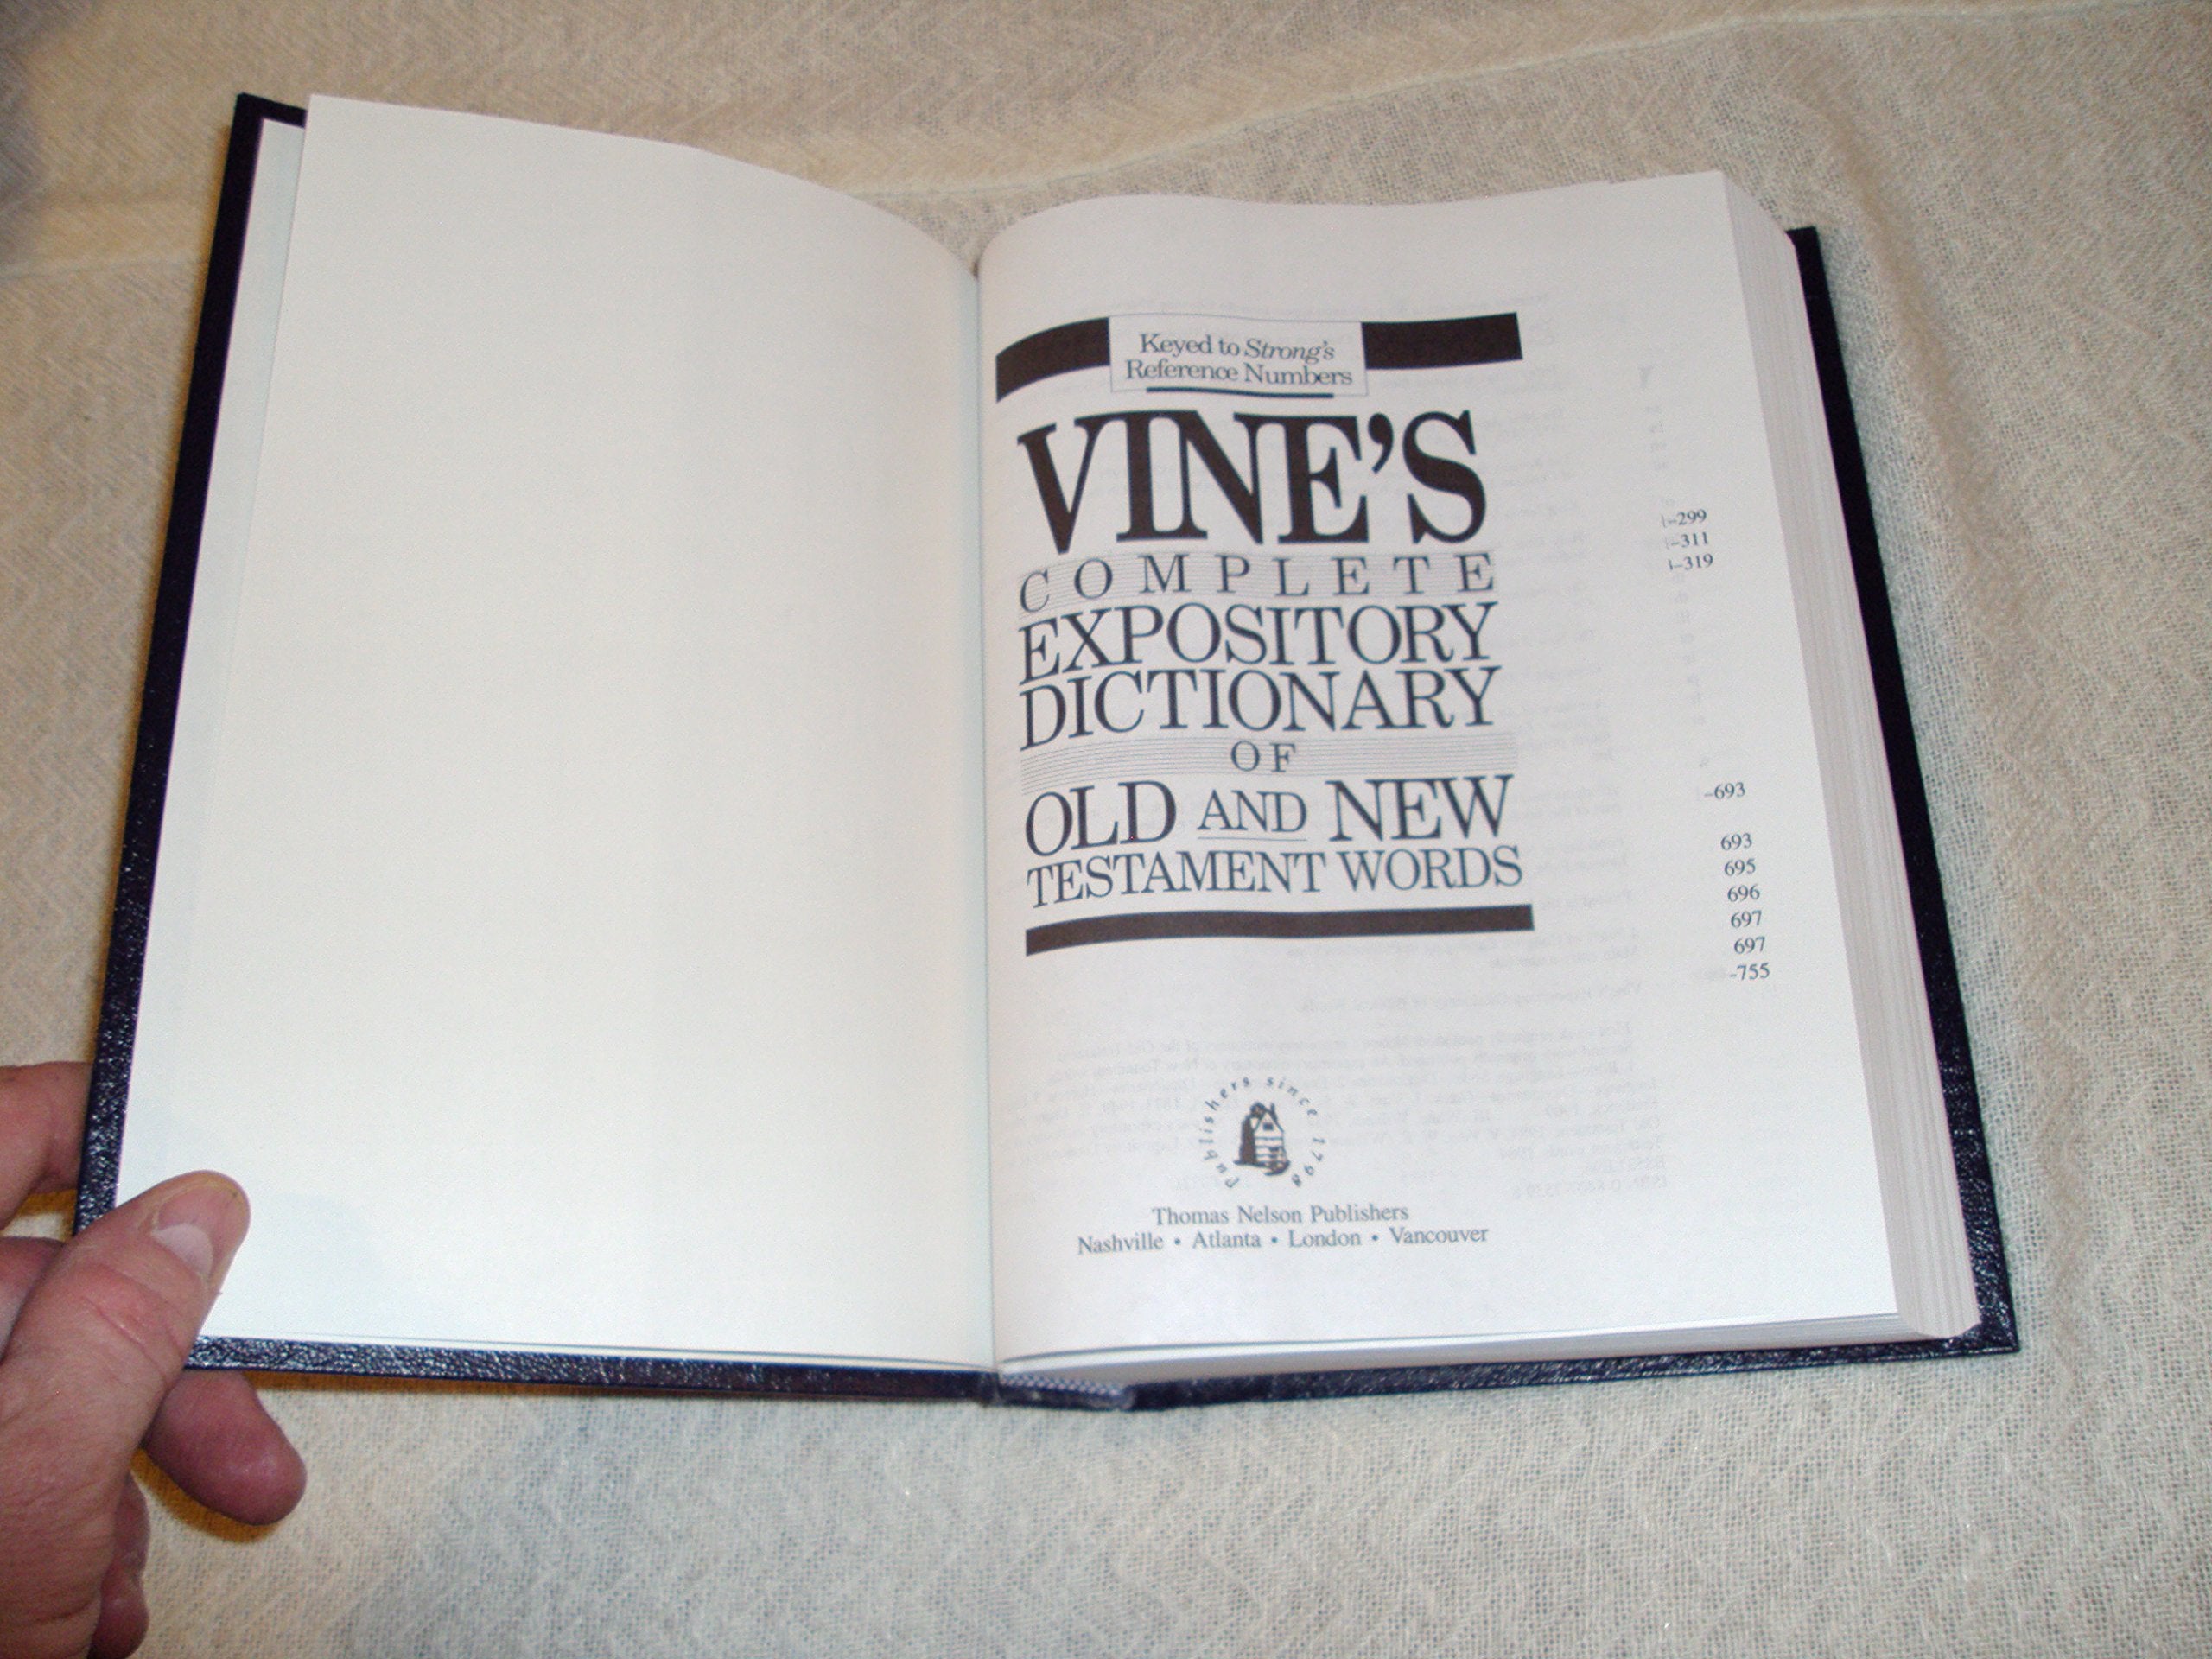 Keyed to Strong's
Reference Numbers
VINE'S
COMPLETE
EXPOSITORY
DICTIONARY
OF
OLD AND NEW
TESTAMENT WORDS
Publishers since 1798
Thomas Nelson Publishers
Nashville • Atlanta • London • Vancouver
–299
–311
–319
–693
693
695
696
697
697
-755